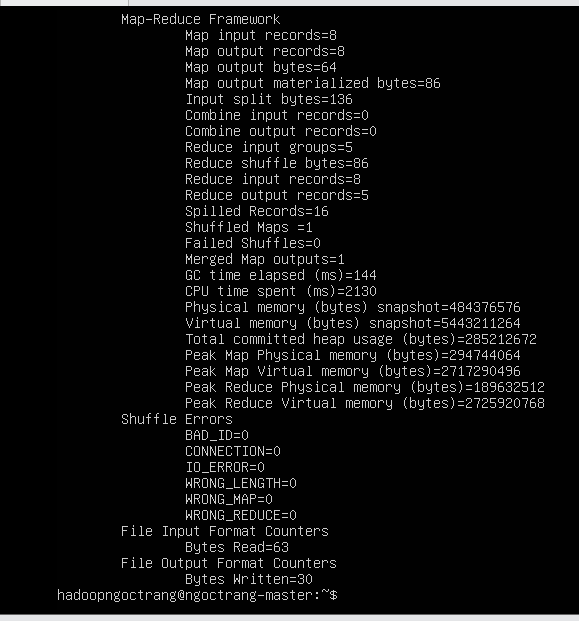 Map-Reduce Framework
Map input records=8
Map output records=8
Map output bytes=64
Map output materialized bytes=86
Input split bytes=136
Combine input records=0
Combine output records=0
Reduce input groups=5
Reduce shuffle bytes=86
Reduce input records=8
Reduce output records=5
Spilled Records=16
Shuffled Maps =1
Failed Shuffles=0
Merged Map outputs=1
GC time elapsed (ms)=144
CPU time spent (ms)=2130
Physical memory (bytes) snapshot=484376576
Virtual memory (bytes) snapshot=5443211264
Total committed heap usage (bytes)=285212672
Peak Map Physical memory (bytes)=294744064
Peak Map Virtual memory (bytes)=2717290496
Peak Reduce Physical memory (bytes)=189632512
Peak Reduce Virtual memory (bytes)=2725920768
Shuffle Errors
BAD_ID=0
CONNECTION=0
IO_ERROR=0
WRONG_LENGTH=0
WRONG_MAP=0
WRONG_REDUCE=0
File Input Format Counters
Bytes Read=63
File Output Format Counters
Bytes Written=30
hadoopngoctrang@ngoctrang-master:~$